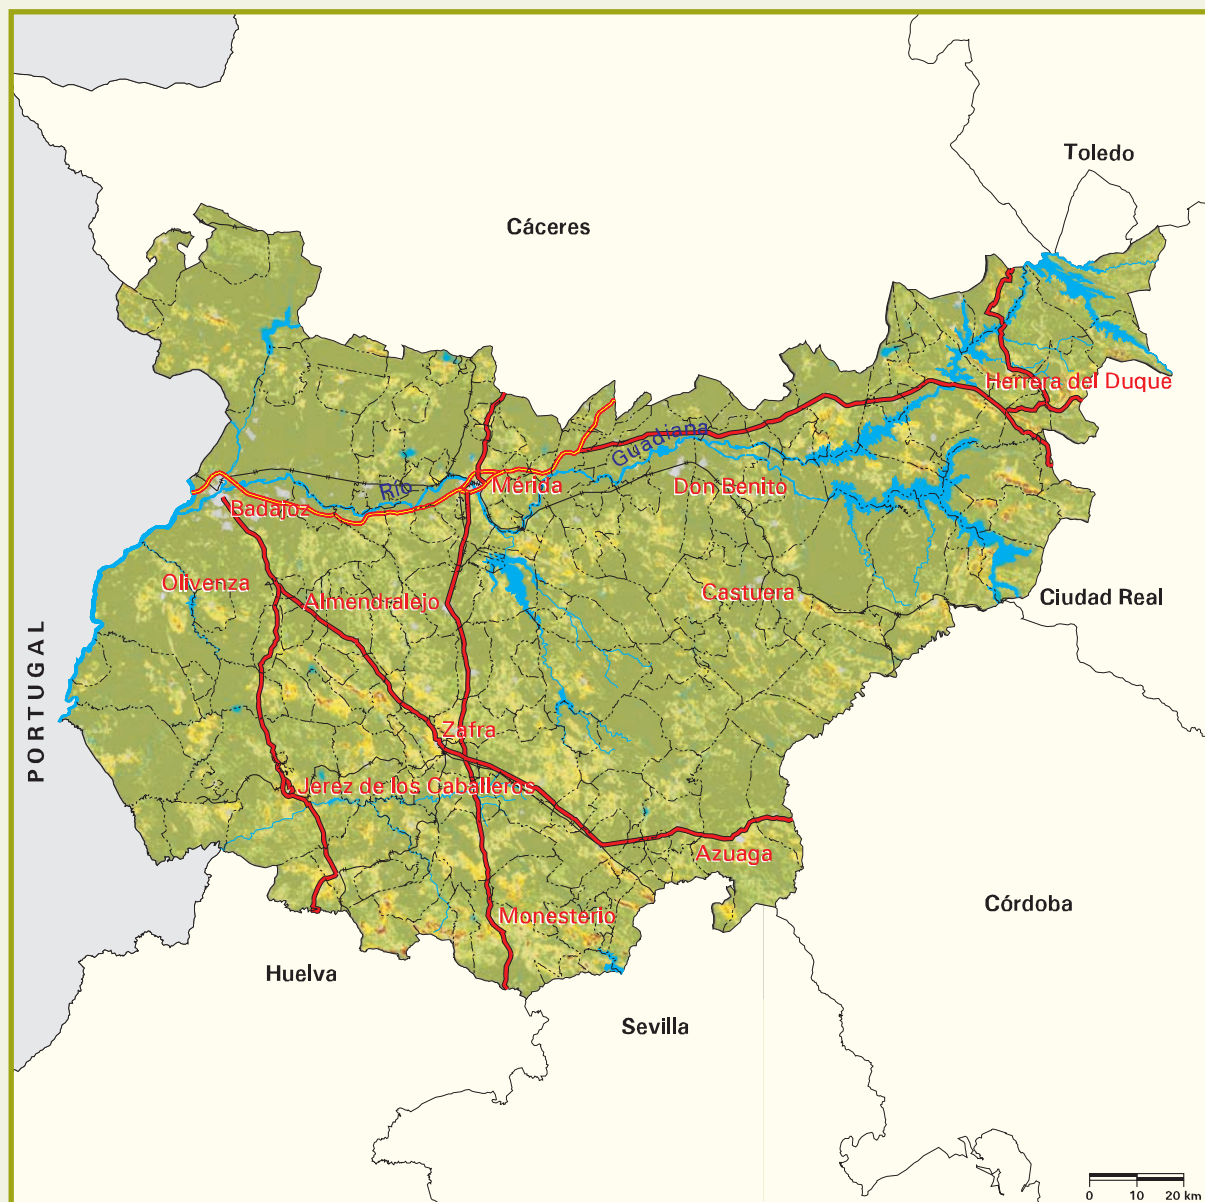 Toledo
Cáceres
Herrera del Duque
Río Guadiana
Mérida
Don Benito
Badajoz
Olivenza
Almendralejo
Castuera
Ciudad Real
PORTUGAL
Zafra
Jerez de los Caballeros
Azuaga
Córdoba
Monesterio
Huelva
Sevilla
0 10 20 km